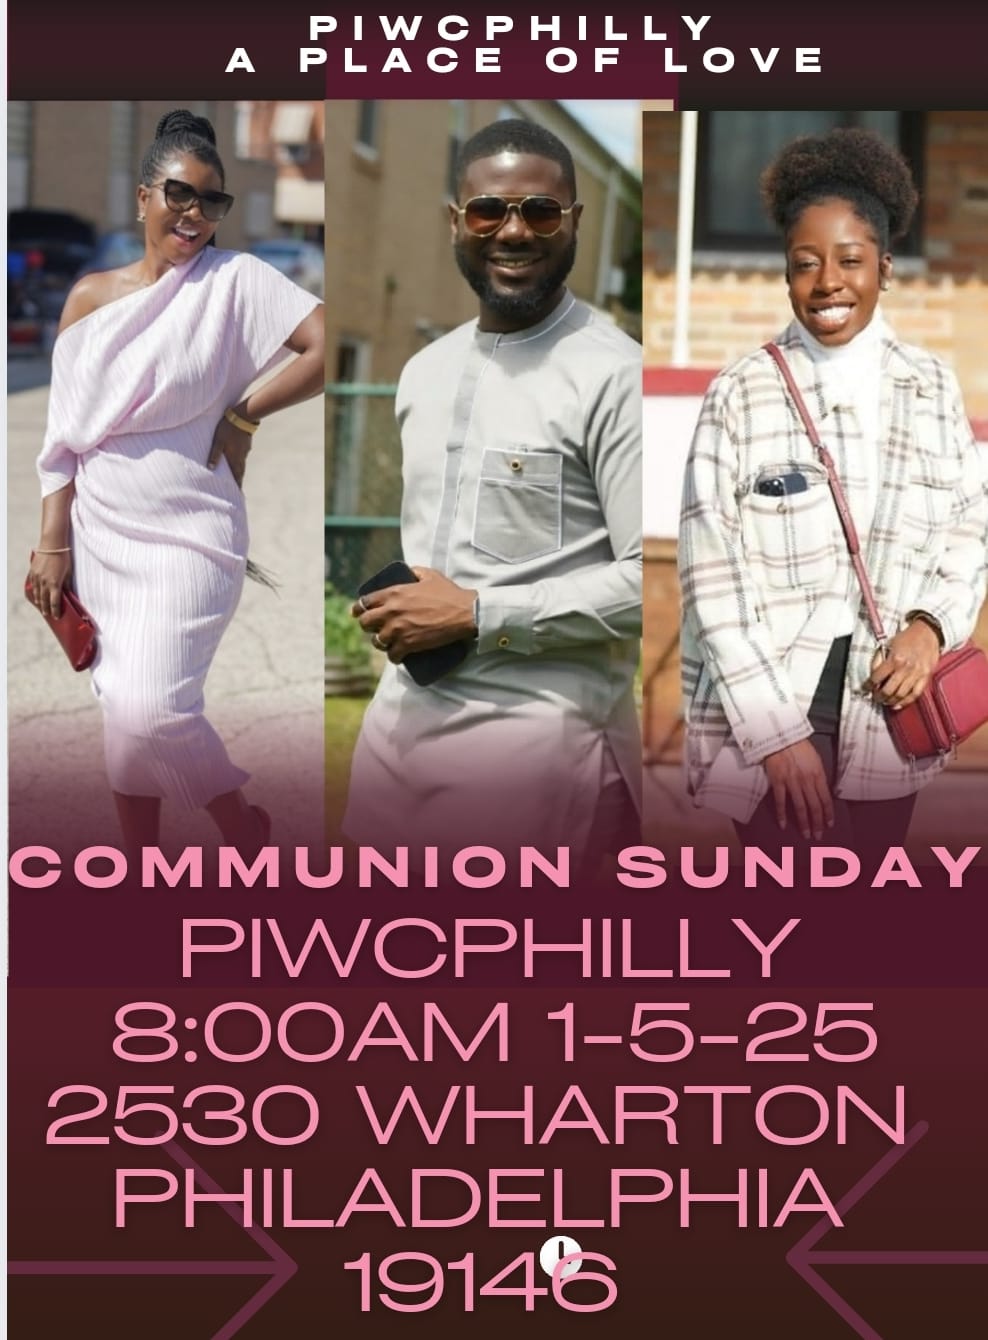 PIWCPHILLY
A PLACE OF LOVE
COMMUNION SUNDAY
PIWCPHILLY
8:00AM 1-5-25
2530 WHARTON
PHILADELPHIA
19146